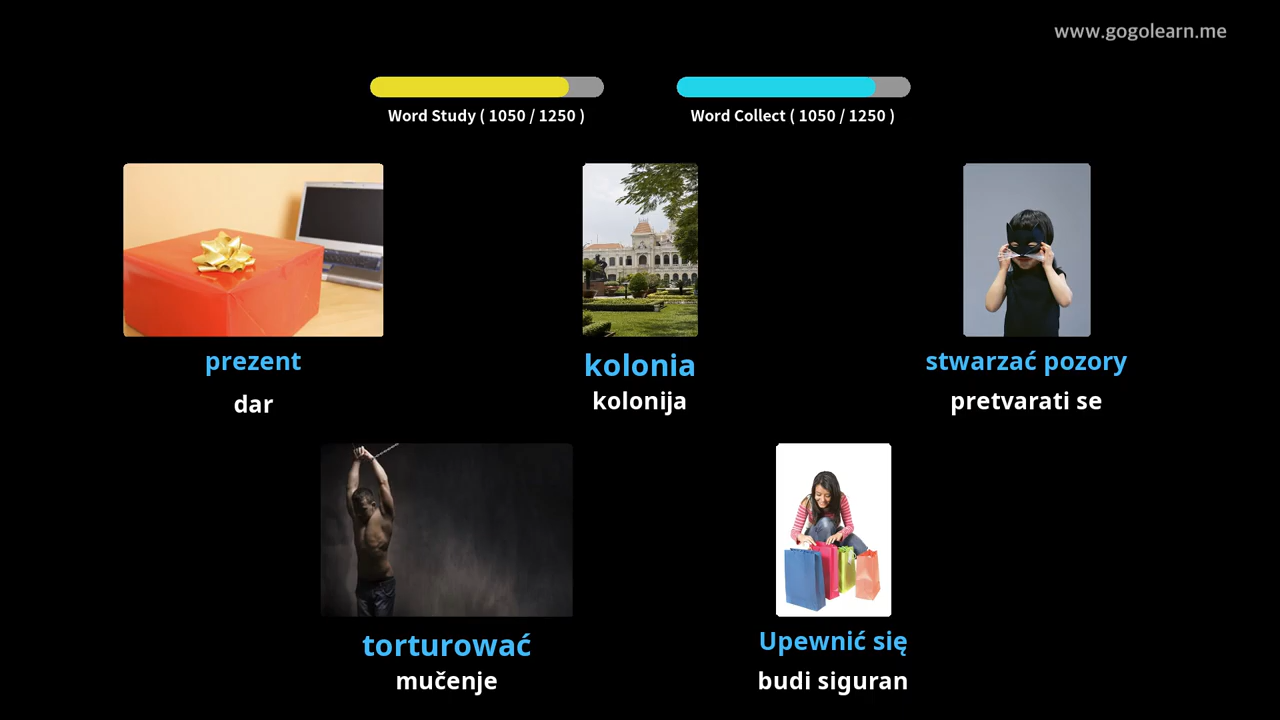 www.gogolearn.me
Word Study ( 1050 / 1250 )
Word Collect ( 1050 / 1250 )
prezent
dar
kolonia
kolonija
stwarzać pozory
pretvarati se
torturować
mučenje
Upewnić się
budi siguran